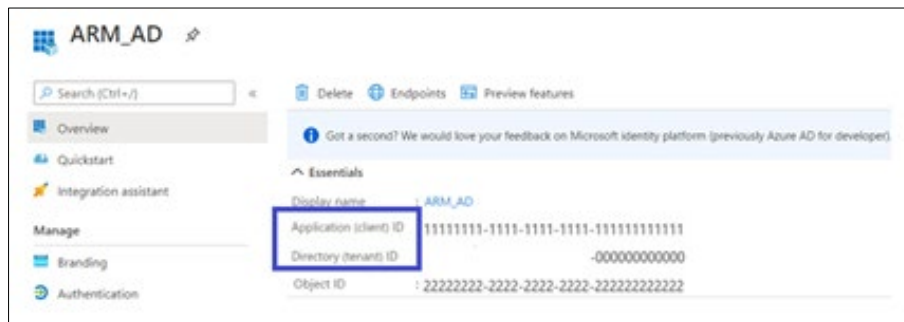 ARM_AD
Search (Ctrl+/)
«
Delete
Endpoints
Preview features
Overview
Quickstart
Integration assistant
Manage
Branding
Authentication
Got a second? We would love your feedback on Microsoft identity platform (previously Azure AD for developer).
Essentials
Display name : ARM_AD
Application (client) ID 11111111-1111-1111-1111-111111111111
Directory (tenant) ID -000000000000
Object ID : 22222222-2222-2222-2222-222222222222